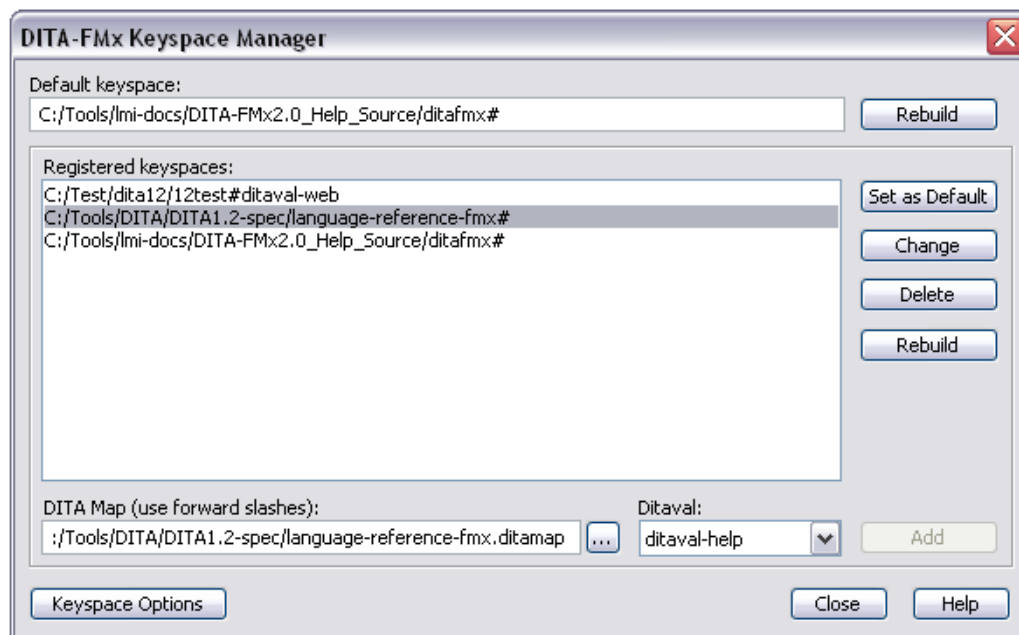 DITA-FMx Keyspace Manager
Default keyspace:
C:/Tools/lmi-docs/DITA-FMx2.0_Help_Source/ditafmx#
Rebuild
Registered keyspaces:
C:/Test/dita12/12test#ditaval-web
C:/Tools/DITA/DITA1.2-spec/language-reference-fmx#
C:/Tools/lmi-docs/DITA-FMx2.0_Help_Source/ditafmx#
Set as Default
Change
Delete
Rebuild
DITA Map (use forward slashes):
:/Tools/DITA/DITA1.2-spec/language-reference-fmx.ditamap
...
Ditaval:
ditaval-help
Add
Keyspace Options
Close
Help